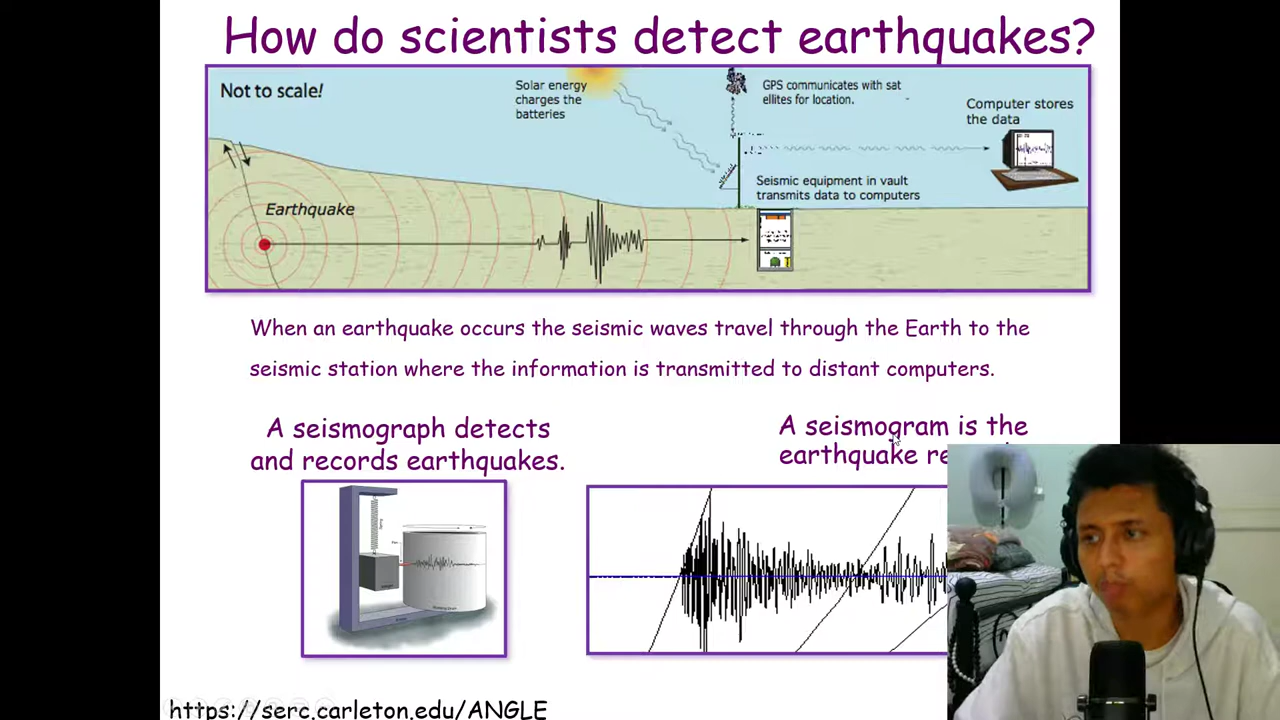 How do scientists detect earthquakes?
Not to scale!
Solar energy
charges the
batteries
GPS communicates with sat
ellites for location.
Computer stores
the data
Seismic equipment in vault
transmits data to computers
Earthquake
When an earthquake occurs the seismic waves travel through the Earth to the
seismic station where the information is transmitted to distant computers.
A seismograph detects
and records earthquakes.
A seismogram is the
earthquake
https://serc.carleton.edu/ANGLE